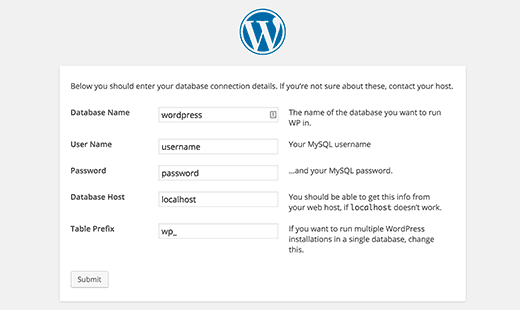 Below you should enter your database connection details. If you're not sure about these, contact your host.
Database Name
wordpress
The name of the database you want to run
WP in.
User Name
username
Your MySQL username
Password
password
...and your MySQL password.
Database Host
localhost
You should be able to get this info from
your web host, if localhost doesn't work.
Table Prefix
wp_
If you want to run multiple WordPress
installations in a single database, change
this.
Submit